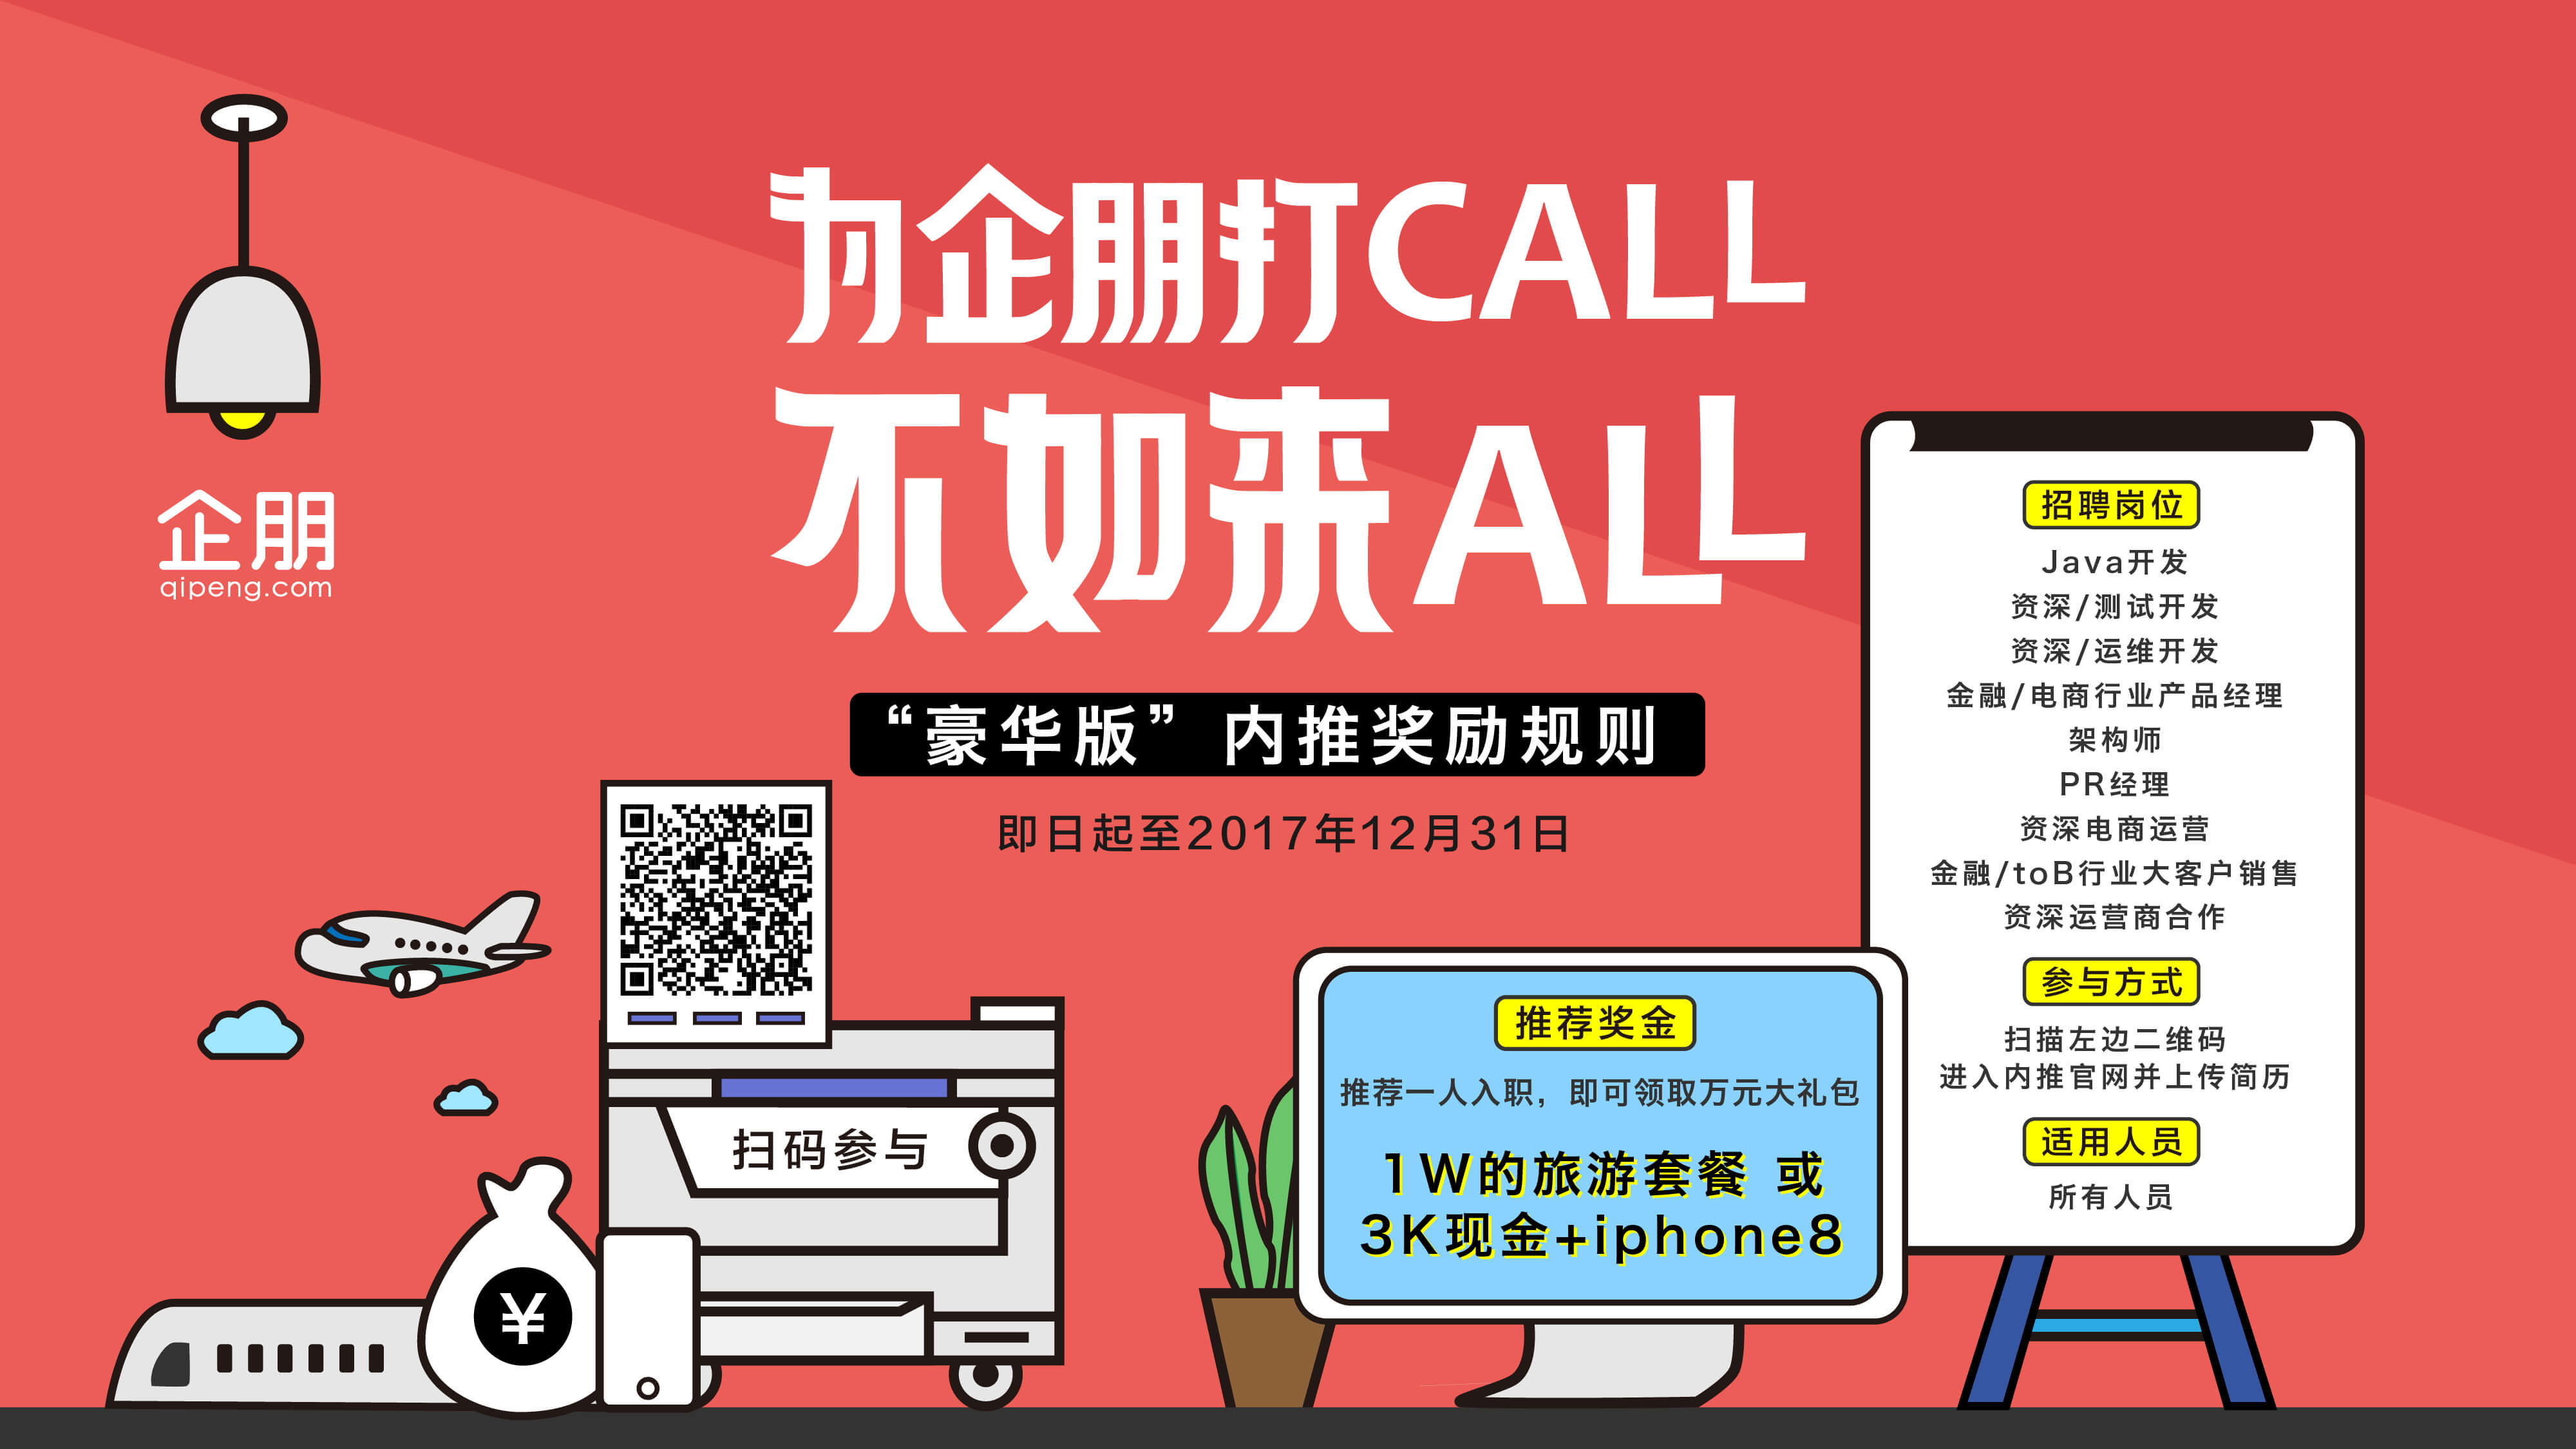 为企朋打CALL
不如来ALL
企朋
qipeng.com
“豪华版”内推奖励规则
即日起至2017年12月31日
扫码参与
¥
推荐奖金
推荐一人入职，即可领取万元大礼包
1W的旅游套餐 或
3K现金+iphone8
招聘岗位
Java开发
资深/测试开发
资深/运维开发
金融/电商行业产品经理
架构师
PR经理
资深电商运营
金融/toB行业大客户销售
资深运营商合作
参与方式
扫描左边二维码
进入内推官网并上传简历
适用人员
所有人员